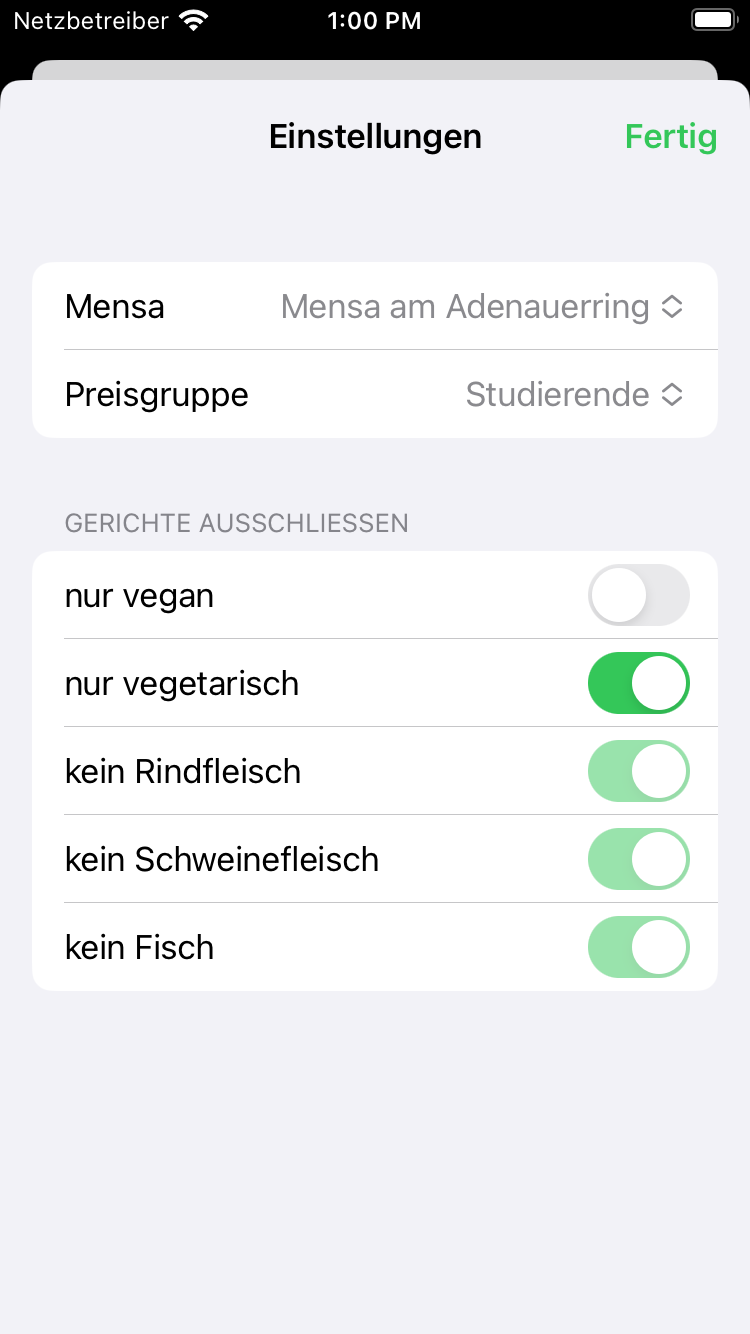 Netzbetreiber 1:00 PM
Einstellungen Fertig
Mensa Mensa am Adenauerring
Preisgruppe Studierende
GERICHTE AUSSCHLIESSEN
nur vegan
nur vegetarisch
kein Rindfleisch
kein Schweinefleisch
kein Fisch